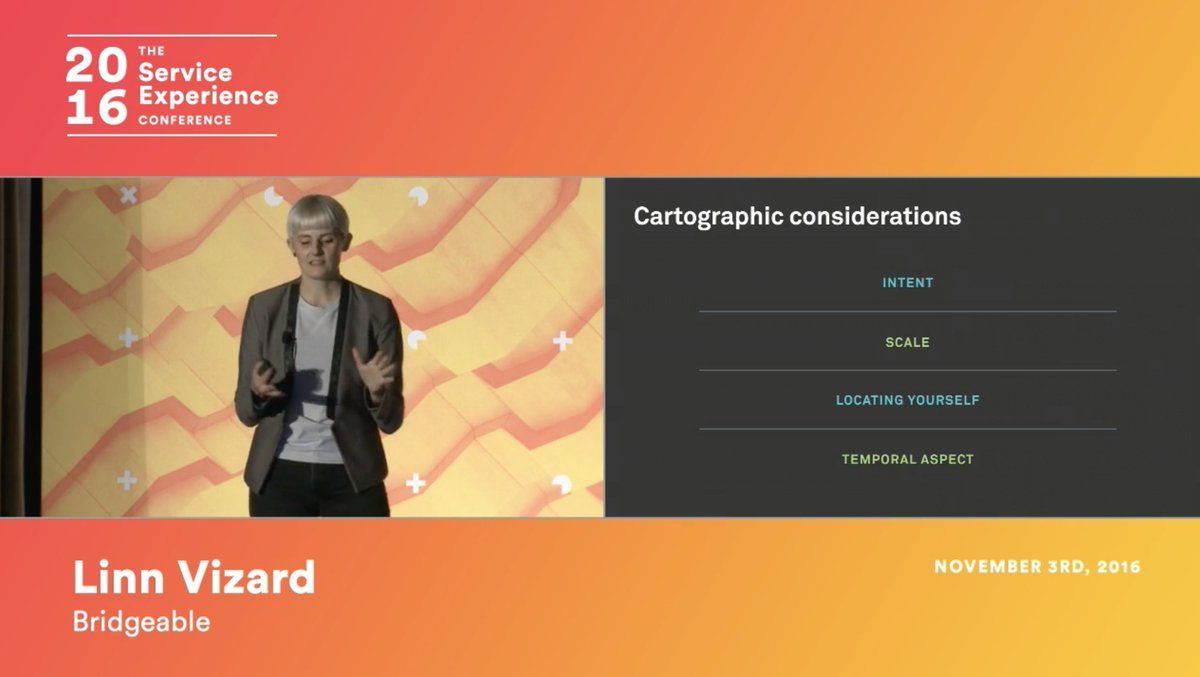 20
16
THE
Service
Experience
CONFERENCE
Cartographic considerations
INTENT
SCALE
LOCATING YOURSELF
TEMPORAL ASPECT
Linn Vizard
Bridgeable
NOVEMBER 3RD, 2016